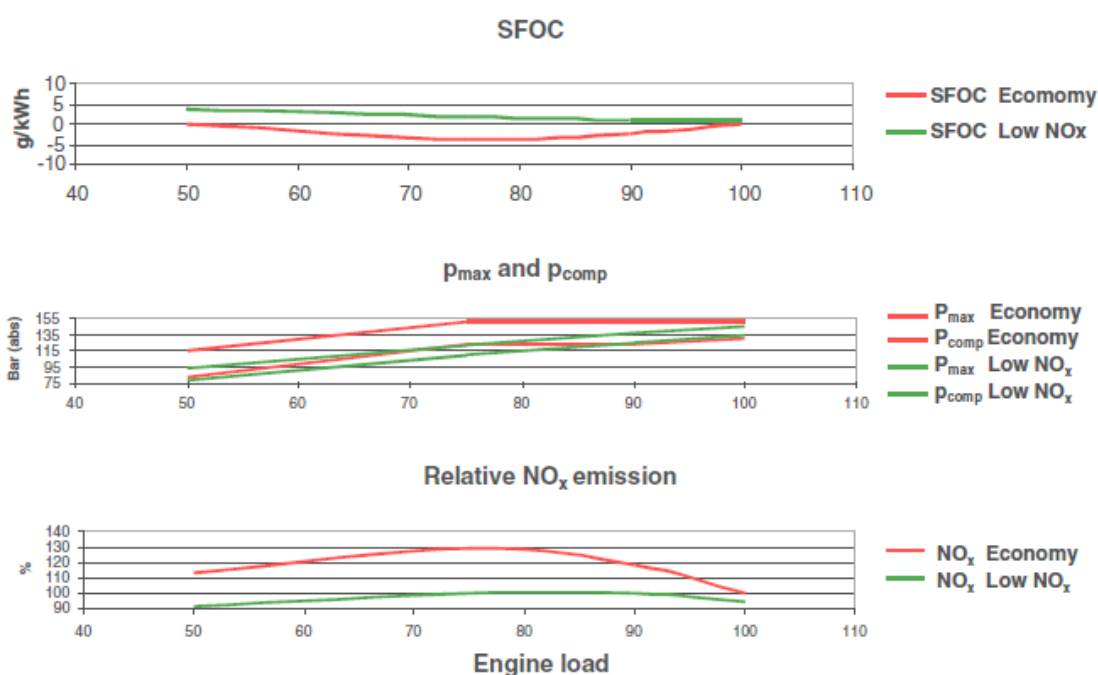 SFOC
g/kWh
10
5
0
-5
-10
40 50 60 70 80 90 100 110
SFOC Ecomomy
SFOC Low NOx
pmax and pcomp
Bar (abs)
155
135
115
95
75
40 50 60 70 80 90 100 110
Pmax Economy
Pcomp Economy
Pmax Low NOx
pcomp Low NOx
Relative NOx emission
%
140
130
120
110
100
90
40 50 60 70 80 90 100 110
NOx Economy
NOx Low NOx
Engine load